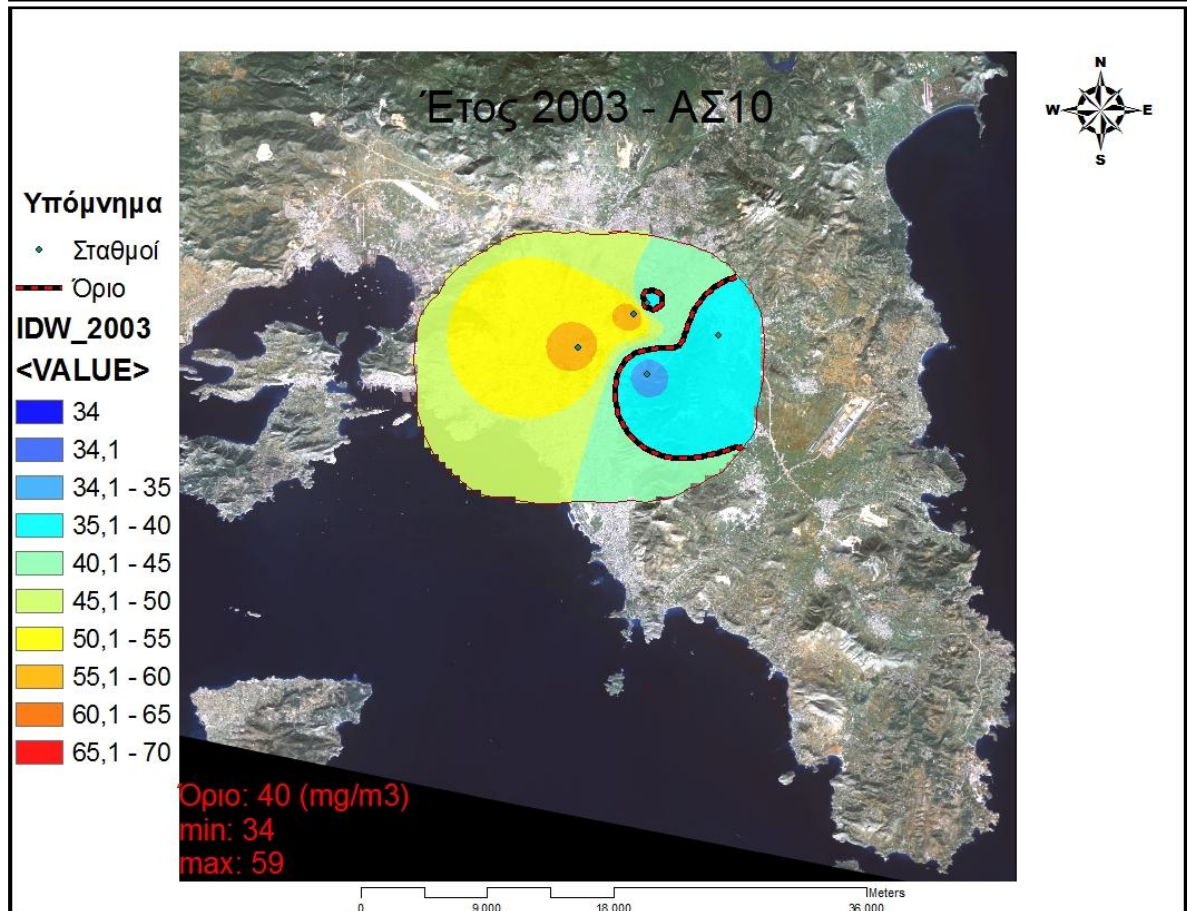 Έτος 2003 - ΑΣ10
N
W E
S
Υπόμνημα
Σταθμοί
Όριο
IDW_2003
<VALUE>
34
34,1
34,1 - 35
35,1 - 40
40,1 - 45
45,1 - 50
50,1 - 55
55,1 - 60
60,1 - 65
65,1 - 70
Όριο: 40 (mg/m3)
min: 34
max: 59
Meters
0 9.000 18.000 36.000